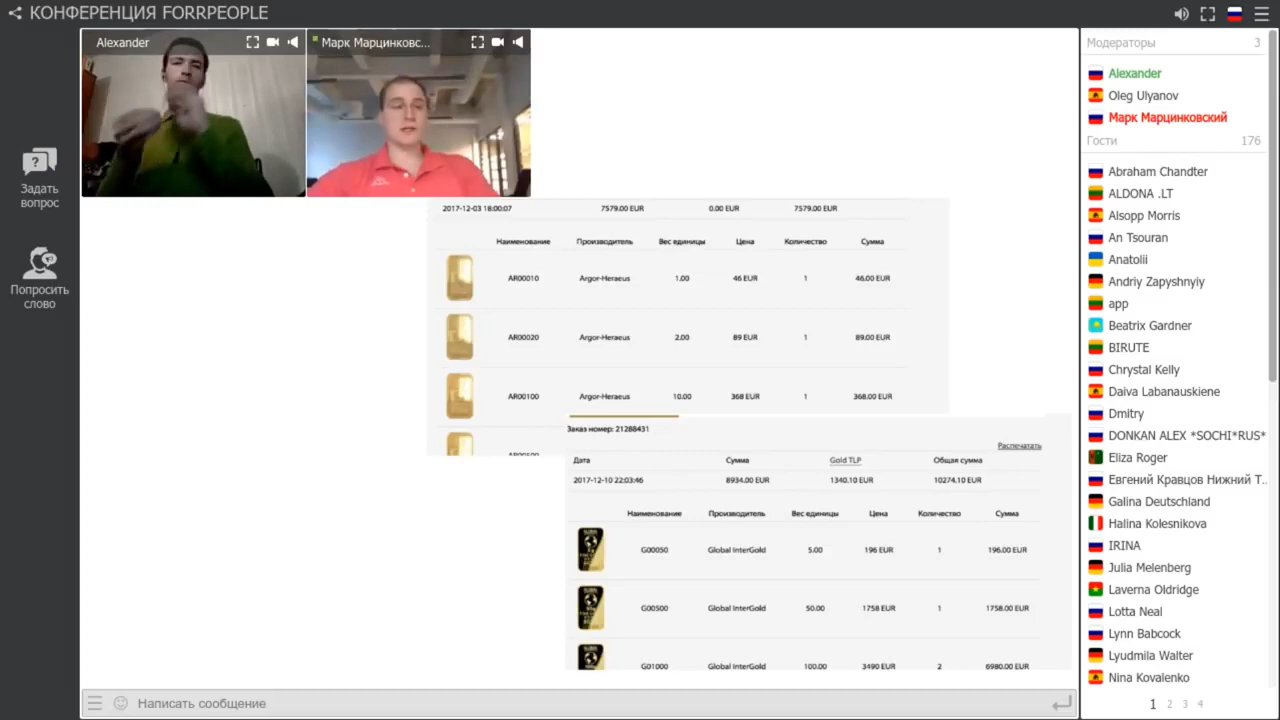 КОНФЕРЕНЦИЯ FORRPEOPLE
Задать
вопрос
Попросить
слово
Alexander
Марк Марцинковс...
2017-12-03 18:00:07 7579.00 EUR 0.00 EUR 7579.00 EUR
Наименование Производитель Вес единицы Цена Количество Сумма
AR00010 Argor-Heraeus 1.00 46 EUR 1 46.00 EUR
AR00020 Argor-Heraeus 2.00 89 EUR 1 89.00 EUR
AR00100 Argor-Heraeus 10.00 368 EUR 1 368.00 EUR
Заказ номер: 21288431
Распечатать
Дата Сумма Gold TLP Общая сумма
2017-12-10 22:03:46 8934.00 EUR 1340.10 EUR 10274.10 EUR
Наименование Производитель Вес единицы Цена Количество Сумма
G00050 Global InterGold 5.00 196 EUR 1 196.00 EUR
G00500 Global InterGold 50.00 1758 EUR 1 1758.00 EUR
G01000 Global InterGold 100.00 3490 EUR 2 6980.00 EUR
Написать сообщение
Модераторы 3
Alexander
Oleg Ulyanov
Марк Марцинковский
Гости 176
Abraham Chandter
ALDONA .LT
Alsopp Morris
An Tsouran
Anatolii
Andriy Zapyshnyiy
app
Beatrix Gardner
BIRUTE
Chrystal Kelly
Daiva Labanauskiene
Dmitry
DONKAN ALEX *SOCHI*RUS*
Eliza Roger
Евгений Кравцов Нижний Т...
Galina Deutschland
Halina Kolesnikova
IRINA
Julia Melenberg
Laverna Oldridge
Lotta Neal
Lynn Babcock
Lyudmila Walter
Nina Kovalenko
1 2 3 4